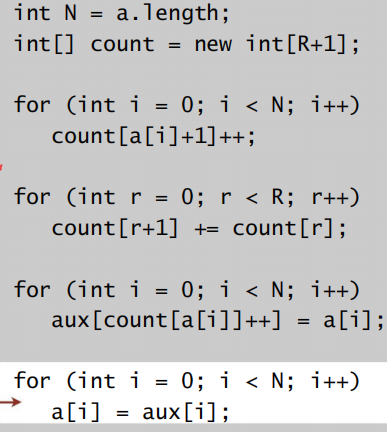 int N = a.length;
int[] count = new int[R+1];
for (int i = 0; i < N; i++)
count[a[i]+1]++;
for (int r = 0; r < R; r++)
count[r+1] += count[r];
for (int i = 0; i < N; i++)
aux[count[a[i]]++] = a[i];
for (int i = 0; i < N; i++)
a[i] = aux[i];